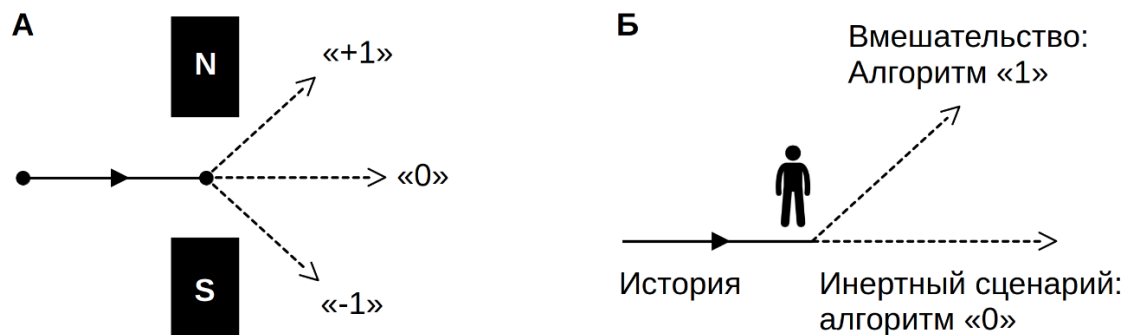 А
N
S
«+1»
«0»
«-1»
Б
Вмешательство:
Алгоритм «1»
История
Инертный сценарий:
алгоритм «0»